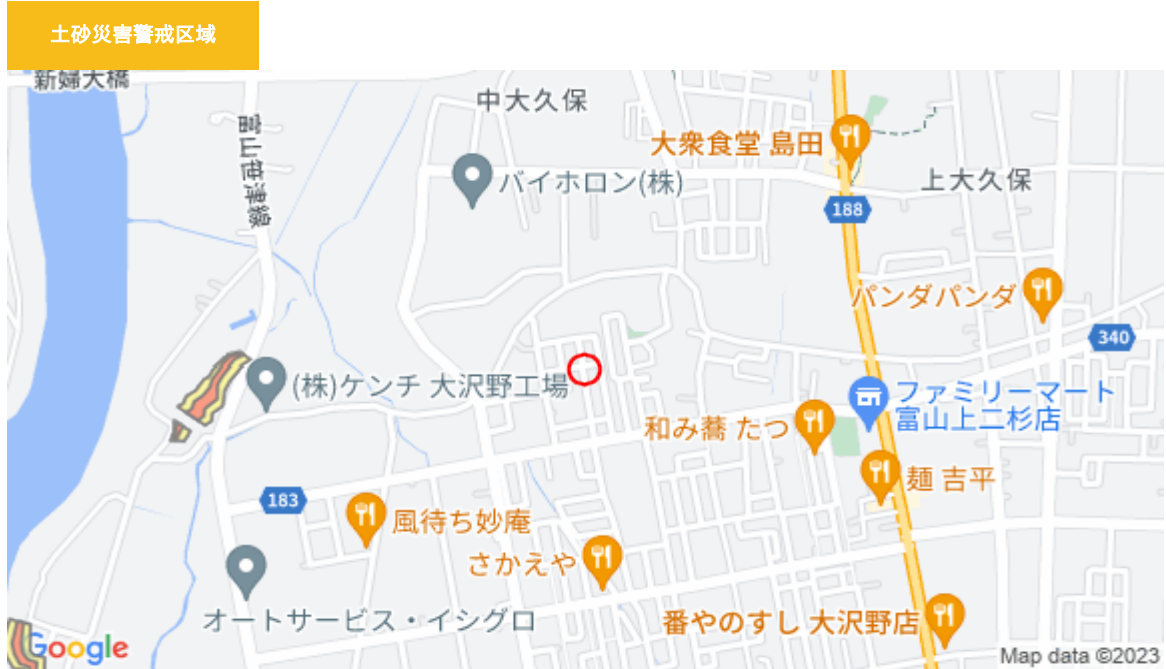 土砂災害警戒区域
新婦大橋
中大久保
富山笹津線
大衆食堂 島田
バイホロン(株)
上大久保
188
パンダパンダ
340
(株)ケンチ 大沢野工場
ファミリーマート
富山上二杉店
和み蕎 たつ
麺 吉平
183
風待ち妙庵
さかえや
オートサービス・イシグロ
番やのすし 大沢野店
Google
Map data ©2023